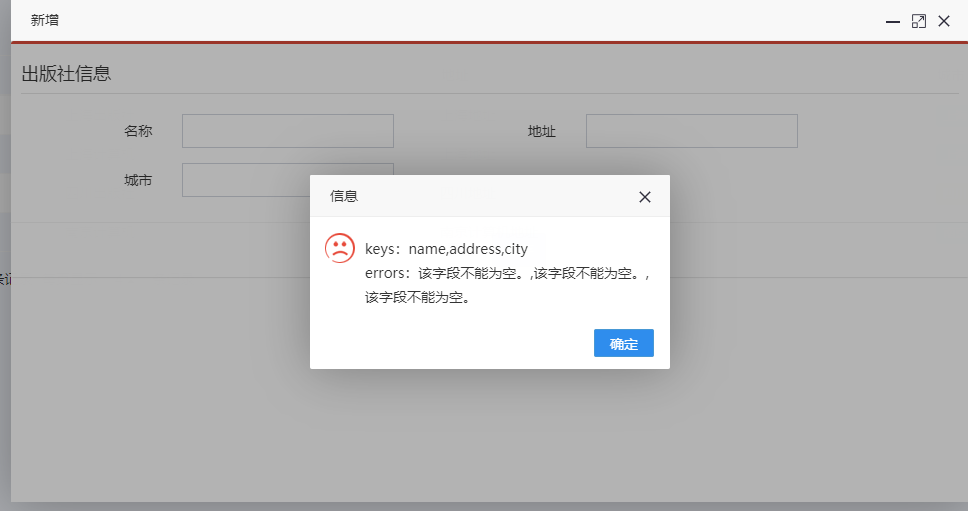 新增
出版社信息
名称
地址
城市
信息
keys：name,address,city
errors：该字段不能为空。,该字段不能为空。,
该字段不能为空。
确定